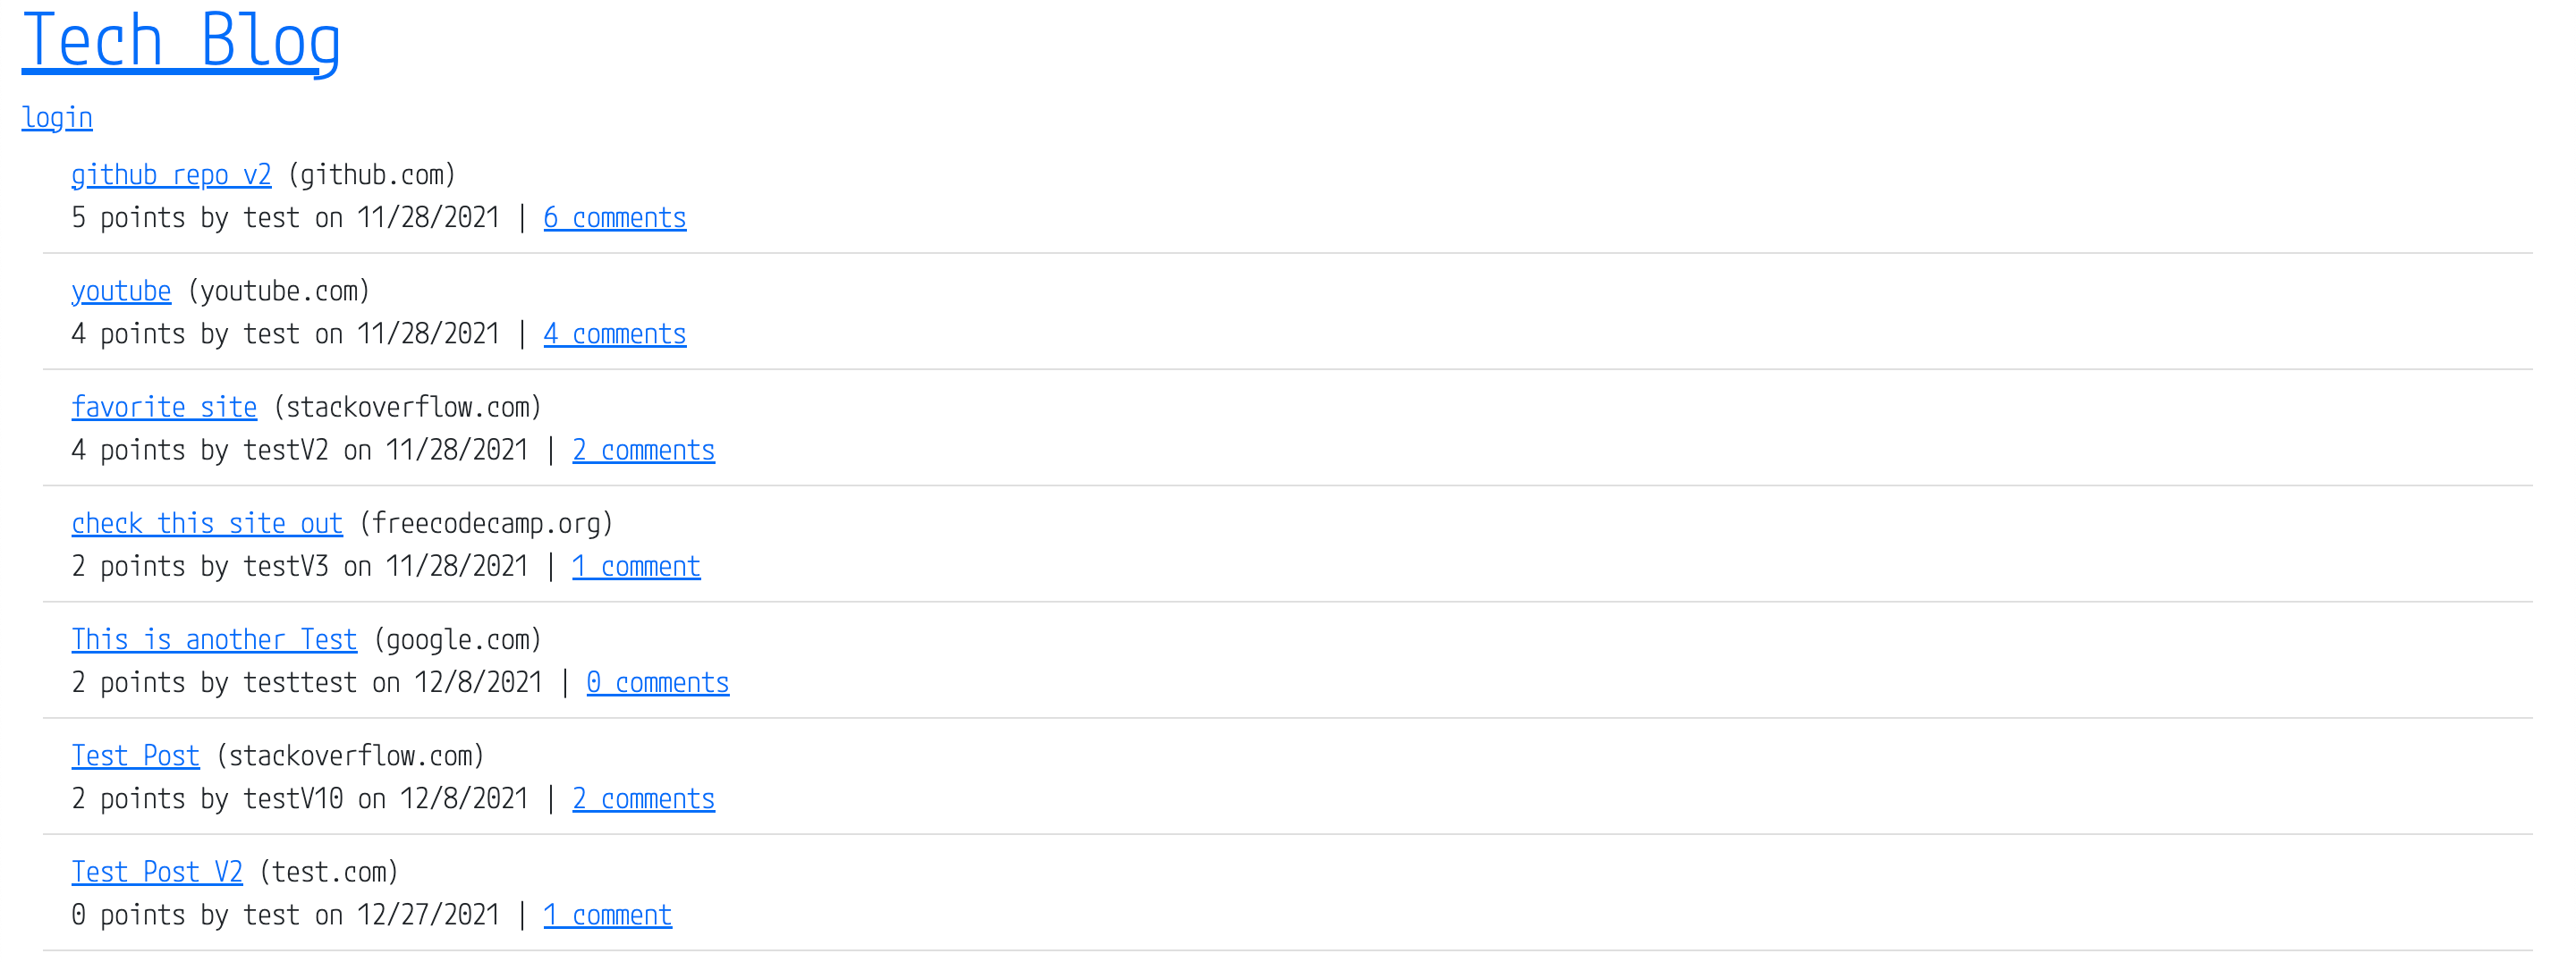 Tech Blog
login
github repo v2 (github.com)
5 points by test on 11/28/2021 | 6 comments
youtube (youtube.com)
4 points by test on 11/28/2021 | 4 comments
favorite site (stackoverflow.com)
4 points by testV2 on 11/28/2021 | 2 comments
check this site out (freecodecamp.org)
2 points by testV3 on 11/28/2021 | 1 comment
This is another Test (google.com)
2 points by testtest on 12/8/2021 | 0 comments
Test Post (stackoverflow.com)
2 points by testV10 on 12/8/2021 | 2 comments
Test Post V2 (test.com)
0 points by test on 12/27/2021 | 1 comment